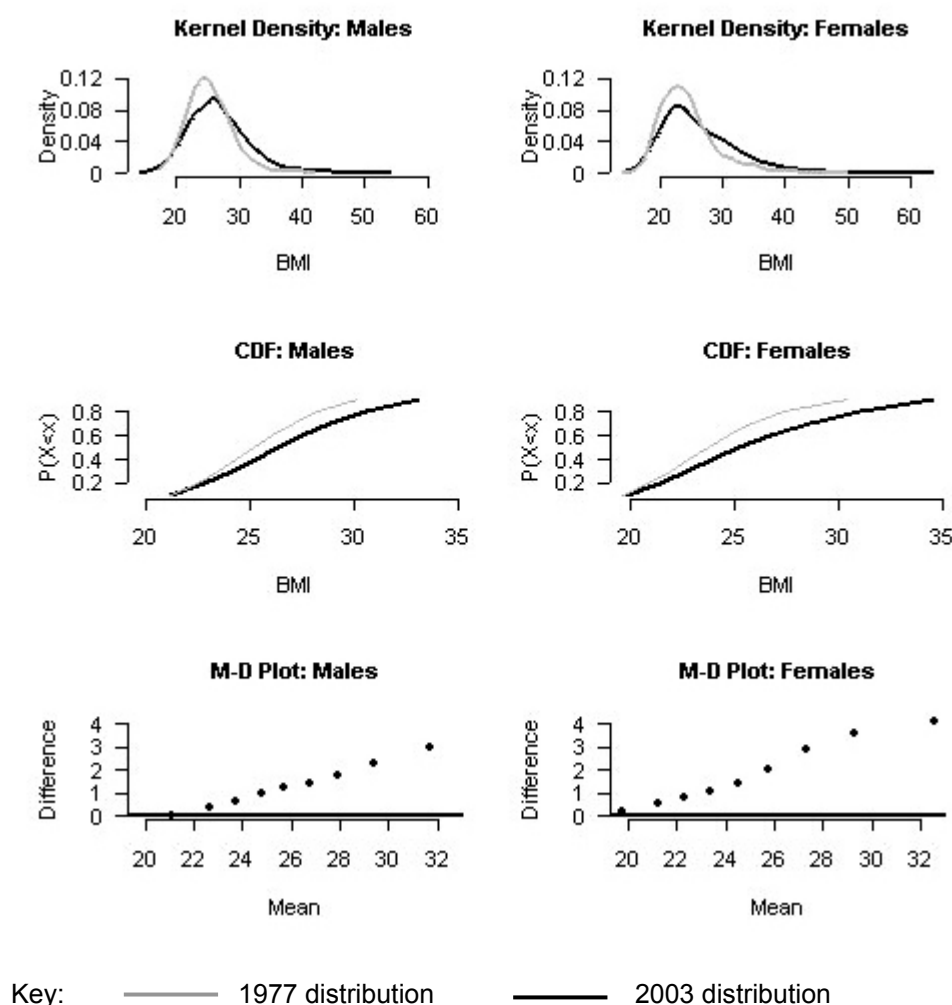 Kernel Density: Males
Density
0.12
0.08
0.04
0
20 30 40 50 60
BMI
Kernel Density: Females
Density
0.12
0.08
0.04
0
20 30 40 50 60
BMI
CDF: Males
P(X<x)
0.8
0.6
0.4
0.2
20 25 30 35
BMI
CDF: Females
P(X<x)
0.8
0.6
0.4
0.2
20 25 30 35
BMI
M-D Plot: Males
Difference
4
3
2
1
0
20 22 24 26 28 30 32
Mean
M-D Plot: Females
Difference
4
3
2
1
0
20 22 24 26 28 30 32
Mean
Key: 1977 distribution 2003 distribution